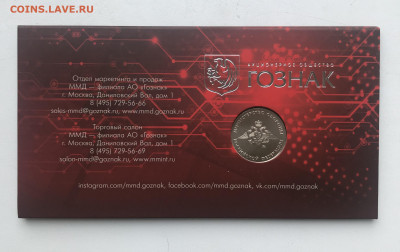 COINS.LAVE.RU
АКЦИОНЕРНОЕ ОБЩЕСТВО
ГОЗНАК
Отдел маркетинга и продаж
ММД — филиала АО «Гознак»
г. Москва, Даниловский Вал, дом 1
8 (495) 729-56-66
sales-mmd@goznak.ru, www.mmd.goznak.ru
Торговый салон
ММД — филиала АО «Гознак»
г. Москва, Даниловский Вал, дом 1
8 (495) 729-56-69
salon-mmd@goznak.ru, www.mmint.ru
instagram.com/mmd.goznak, facebook.com/mmd.goznak, vk.com/mmd.goznak